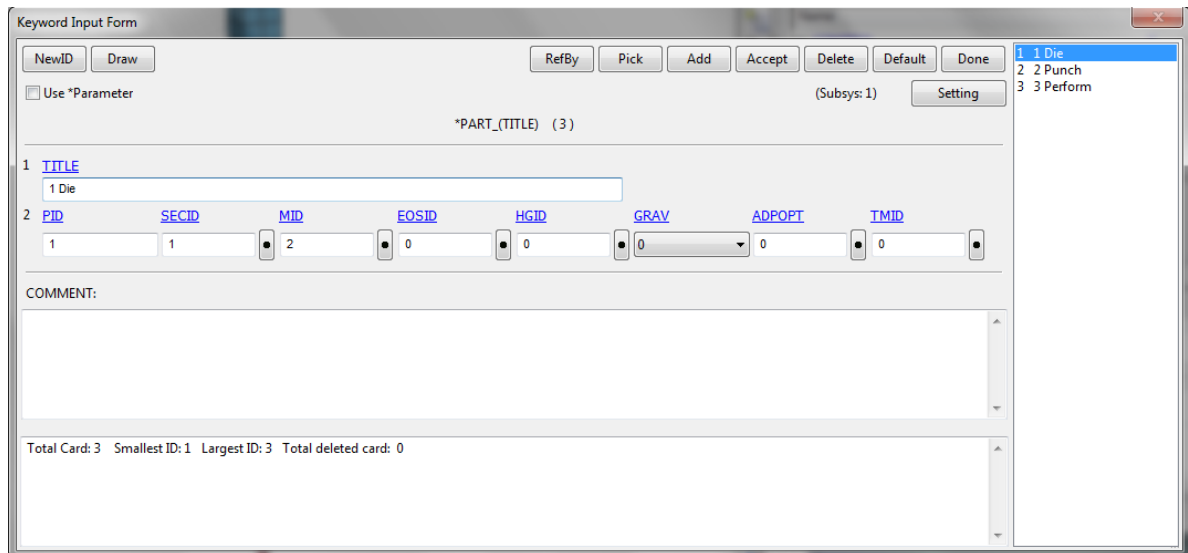 Keyword Input Form
NewID Draw RefBy Pick Add Accept Delete Default Done
Use *Parameter (Subsys: 1) Setting
*PART_(TITLE) (3)
1 TITLE
1 Die
2 PID SECID MID EOSID HGID GRAV ADPOPT TMID
1 1 2 0 0 0 0 0
COMMENT:
Total Card: 3 Smallest ID: 1 Largest ID: 3 Total deleted card: 0
1 1 Die
2 2 Punch
3 3 Perform